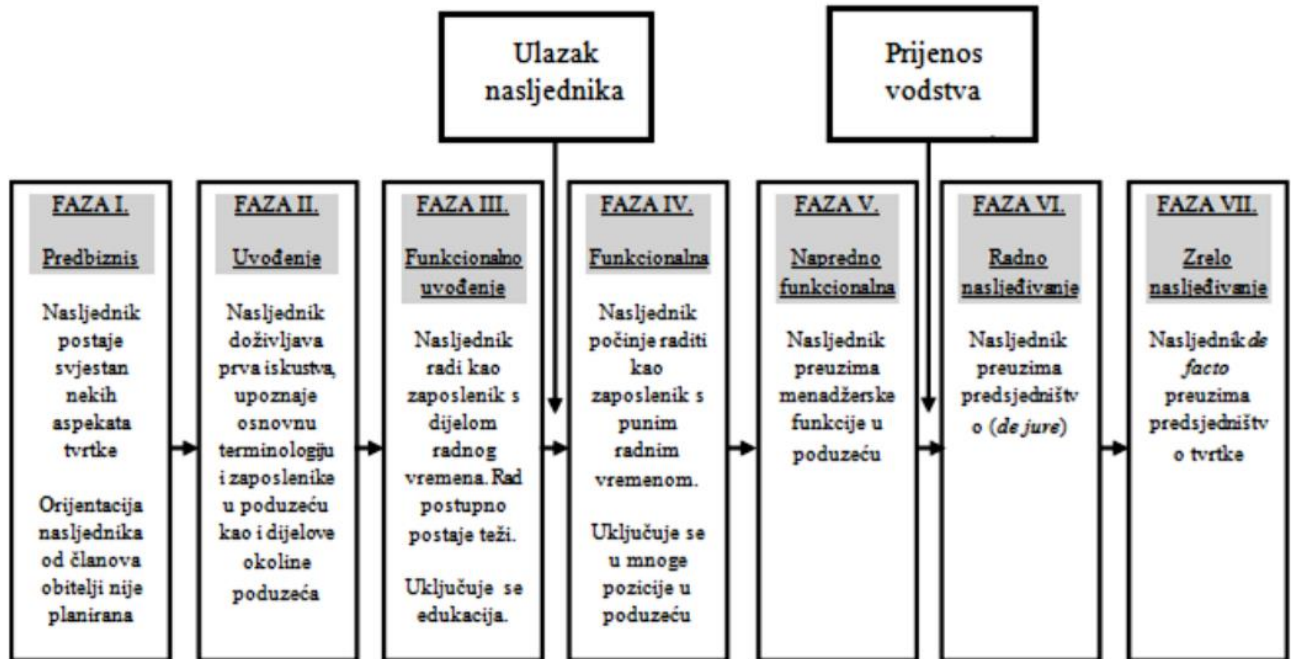 Ulazak
nasljednika
Prijenos
vodstva
FAZA I.
Predbiznis
Nasljednik
postaje
svjestan
nekih
aspekata
tvrtke
Orijentacija
nasljednika
od članova
obitelji nije
planirana
FAZA II.
Uvođenje
Nasljednik
doživljava
prva iskustva,
upoznaje
osnovnu
terminologiju
i zaposlenike
u poduzeću
kao i dijelove
okoline
poduzeća
FAZA III.
Funkcionalno
uvođenje
Nasljednik
radi kao
zaposlenik s
dijelom
radnog
vremena. Rad
postupno
postaje teži.
Uključuje se
edukacija.
FAZA IV.
Funkcionalna
Nasljednik
počinje raditi
kao
zaposlenik s
punim
radnim
vremenom.
Uključuje se
u mnoge
pozicije u
poduzeću
FAZA V.
Napredno
funkcionalna
Nasljednik
preuzima
menadžerske
funkcije u
poduzeću
FAZA VI.
Radno
nasljeđivanje
Nasljednik
preuzima
predsjedništv
o (de jure)
FAZA VII.
Zrelo
nasljeđivanje
Nasljednik de
facto
preuzima
predsjedništv
o tvrtke